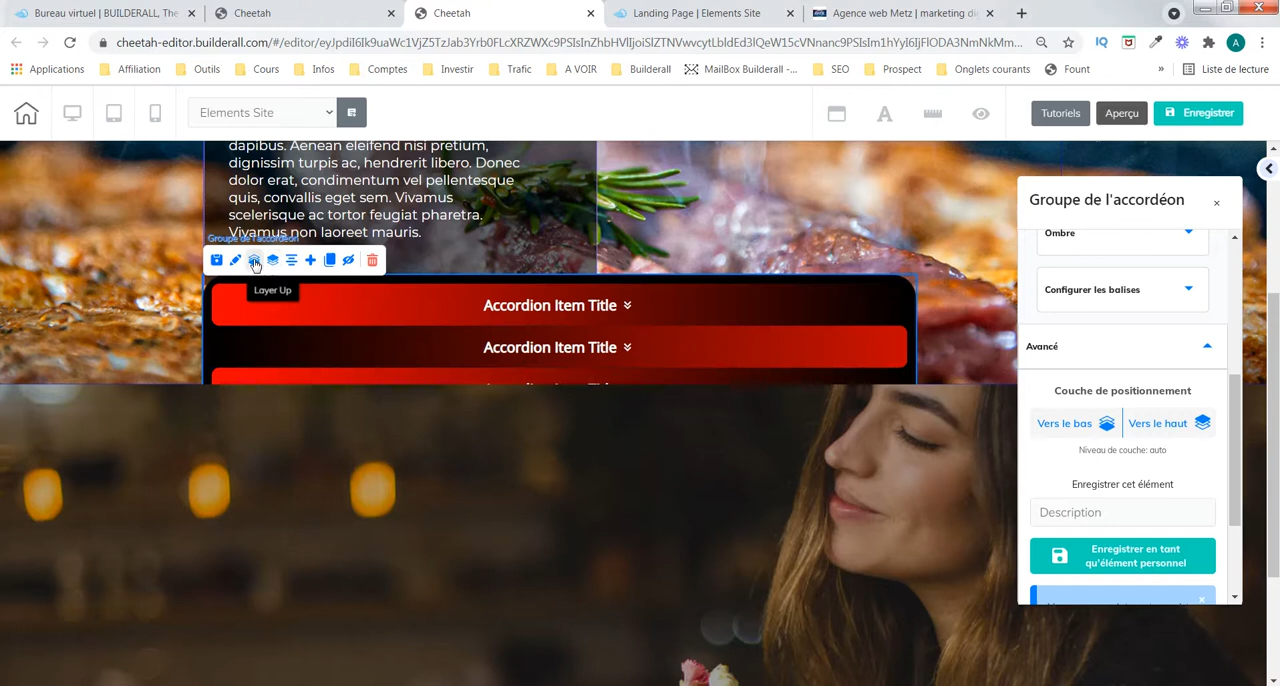 Bureau virtuel | BUILDERALL, The
Cheetah
Cheetah
Landing Page | Elements Site
Agence web Metz | marketing di
cheetah-editor.builderall.com/#/editor/
Applications
Affiliation
Outils
Cours
Infos
Comptes
Investir
Trafic
A VOIR
Builderall
MailBox Builderall -...
SEO
Prospect
Onglets courants
Fount
»
Liste de lecture
IQ
A
Elements Site
Tutoriels
Aperçu
Enregistrer
dapibus. Aenean eleifend nisi pretium,
dignissim turpis ac, hendrerit libero. Donec
dolor erat, condimentum vel pellentesque
quis, convallis eget sem. Vivamus
scelerisque ac tortor feugiat pharetra.
Vivamus non laoreet mauris.
Groupe de l'accordéon
Layer Up
Accordion Item Title
Accordion Item Title
Groupe de l'accordéon
×
Ombre
Configurer les balises
Avancé
Couche de positionnement
Vers le bas
Vers le haut
Niveau de couche: auto
Enregistrer cet élément
Description
Enregistrer en tant
qu'élément personnel